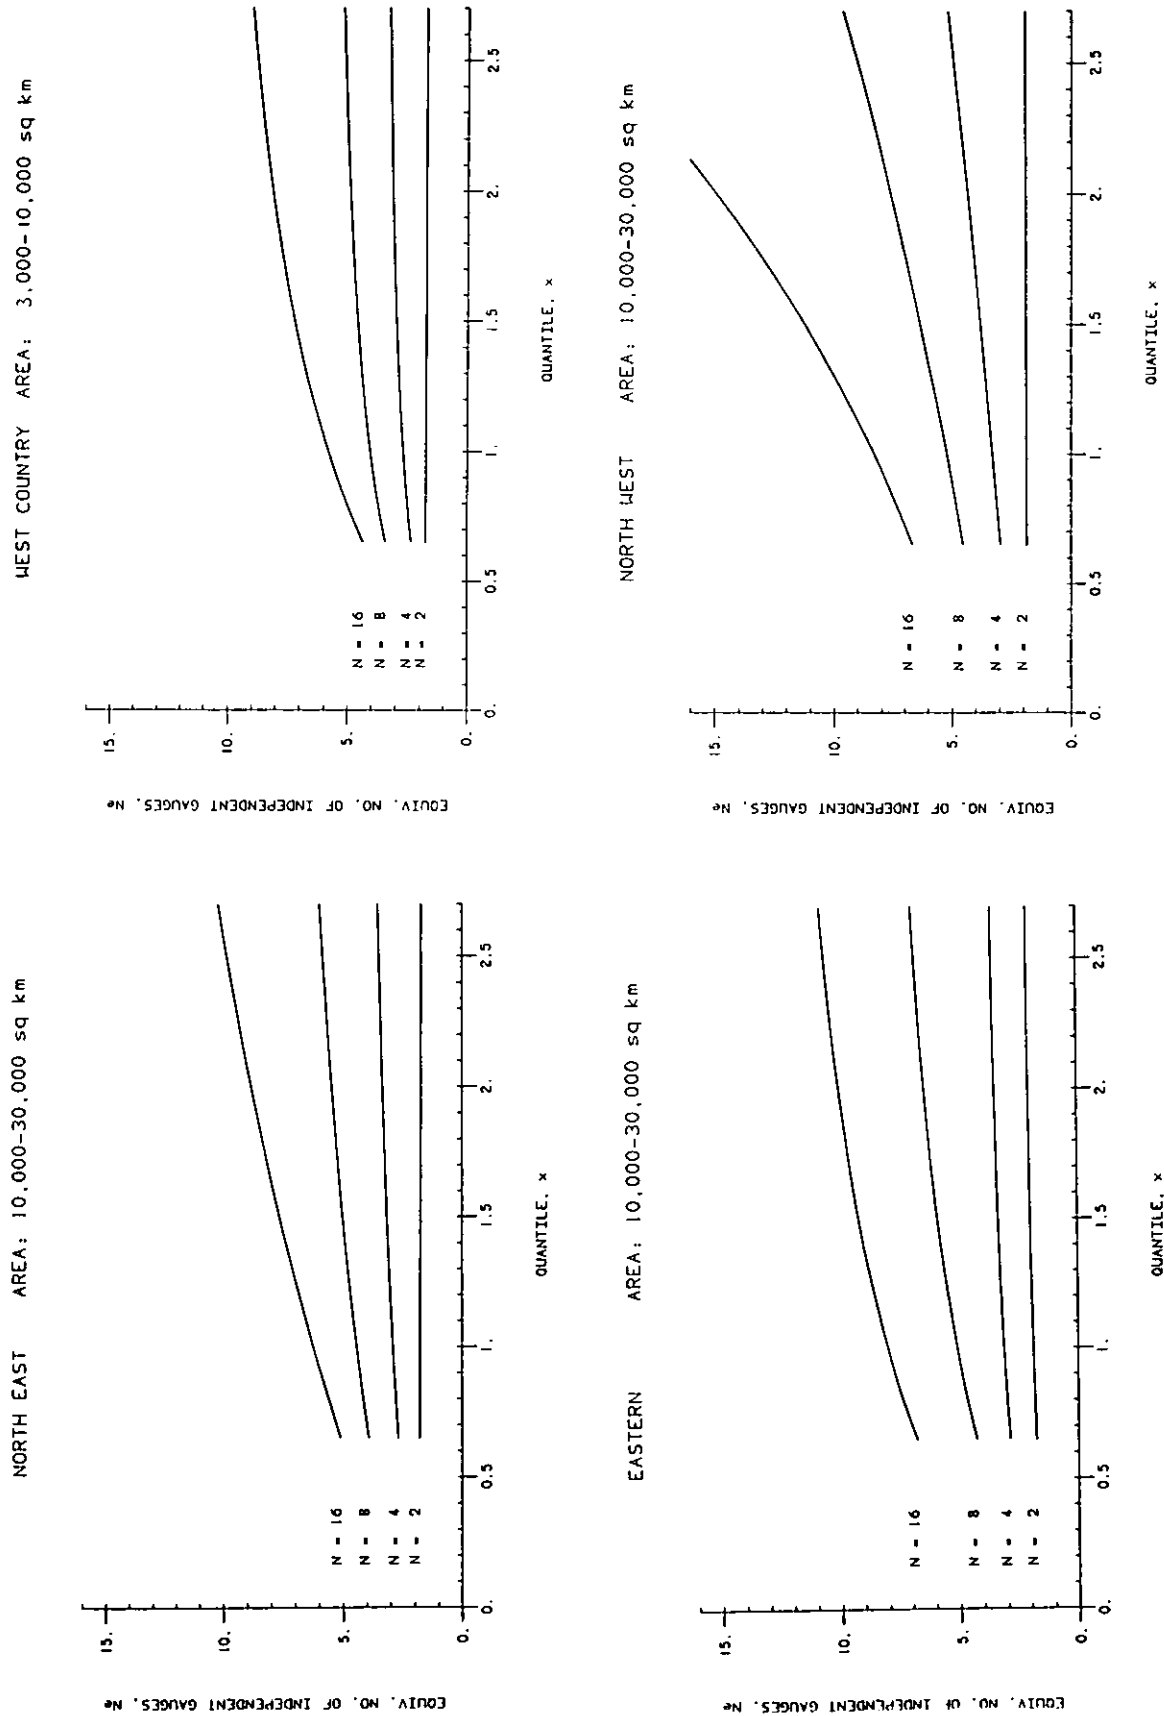 NORTH EAST AREA: 10,000-30,000 sq km
EQUIV. NO. OF INDEPENDENT GAUGES, Ne
15.
10.
5.
0.
N = 16
N = 8
N = 4
N = 2
0.
0.5
1.
1.5
2.
2.5
QUANTILE, x
WEST COUNTRY AREA: 3,000-10,000 sq km
EQUIV. NO. OF INDEPENDENT GAUGES, Ne
15.
10.
5.
0.
N = 16
N = 8
N = 4
N = 2
0.
0.5
1.
1.5
2.
2.5
QUANTILE, x
EASTERN AREA: 10,000-30,000 sq km
EQUIV. NO. OF INDEPENDENT GAUGES, Ne
15.
10.
5.
0.
N = 16
N = 8
N = 4
N = 2
0.
0.5
1.
1.5
2.
2.5
QUANTILE, x
NORTH WEST AREA: 10,000-30,000 sq km
EQUIV. NO. OF INDEPENDENT GAUGES, Ne
15.
10.
5.
0.
N = 16
N = 8
N = 4
N = 2
0.
0.5
1.
1.5
2.
2.5
QUANTILE, x